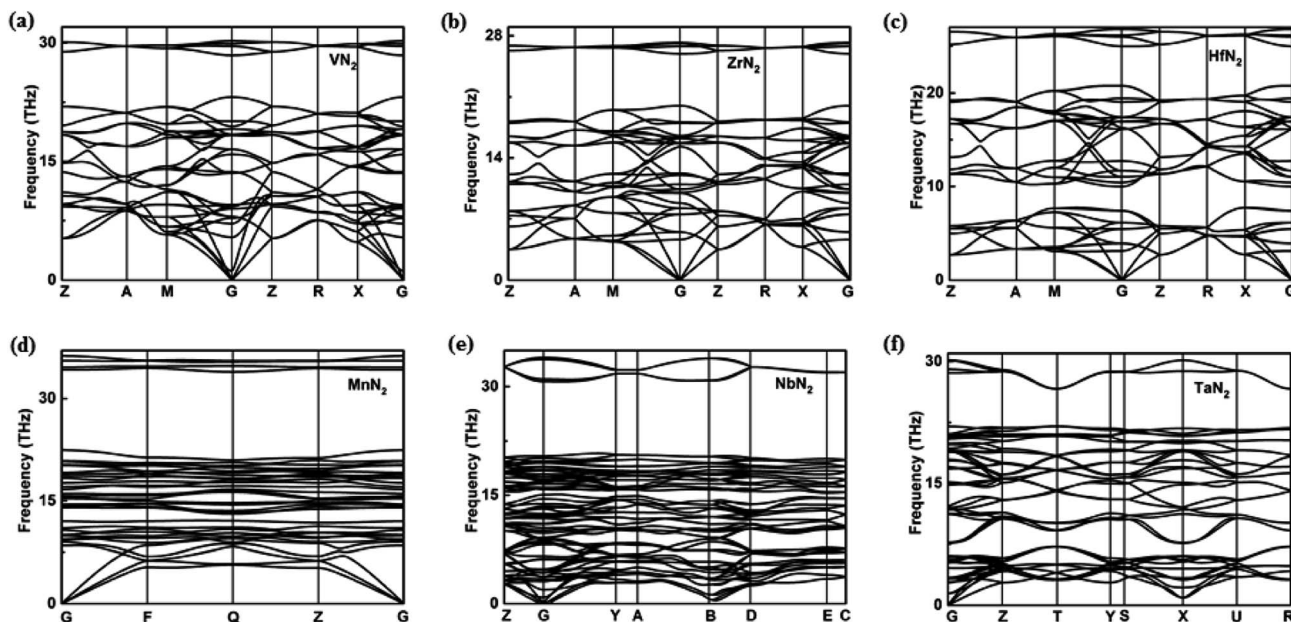 (a)
30
15
0
Frequency (THz)
VN2
Z A M G Z R X G
(b)
28
14
0
Frequency (THz)
ZrN2
Z A M G Z R X G
(c)
20
10
0
Frequency (THz)
HfN2
Z A M G Z R X G
(d)
30
15
0
Frequency (THz)
MnN2
G F Q Z G
(e)
30
15
0
Frequency (THz)
NbN2
Z G Y A B D E C
(f)
30
15
0
Frequency (THz)
TaN2
G Z T Y S X U R